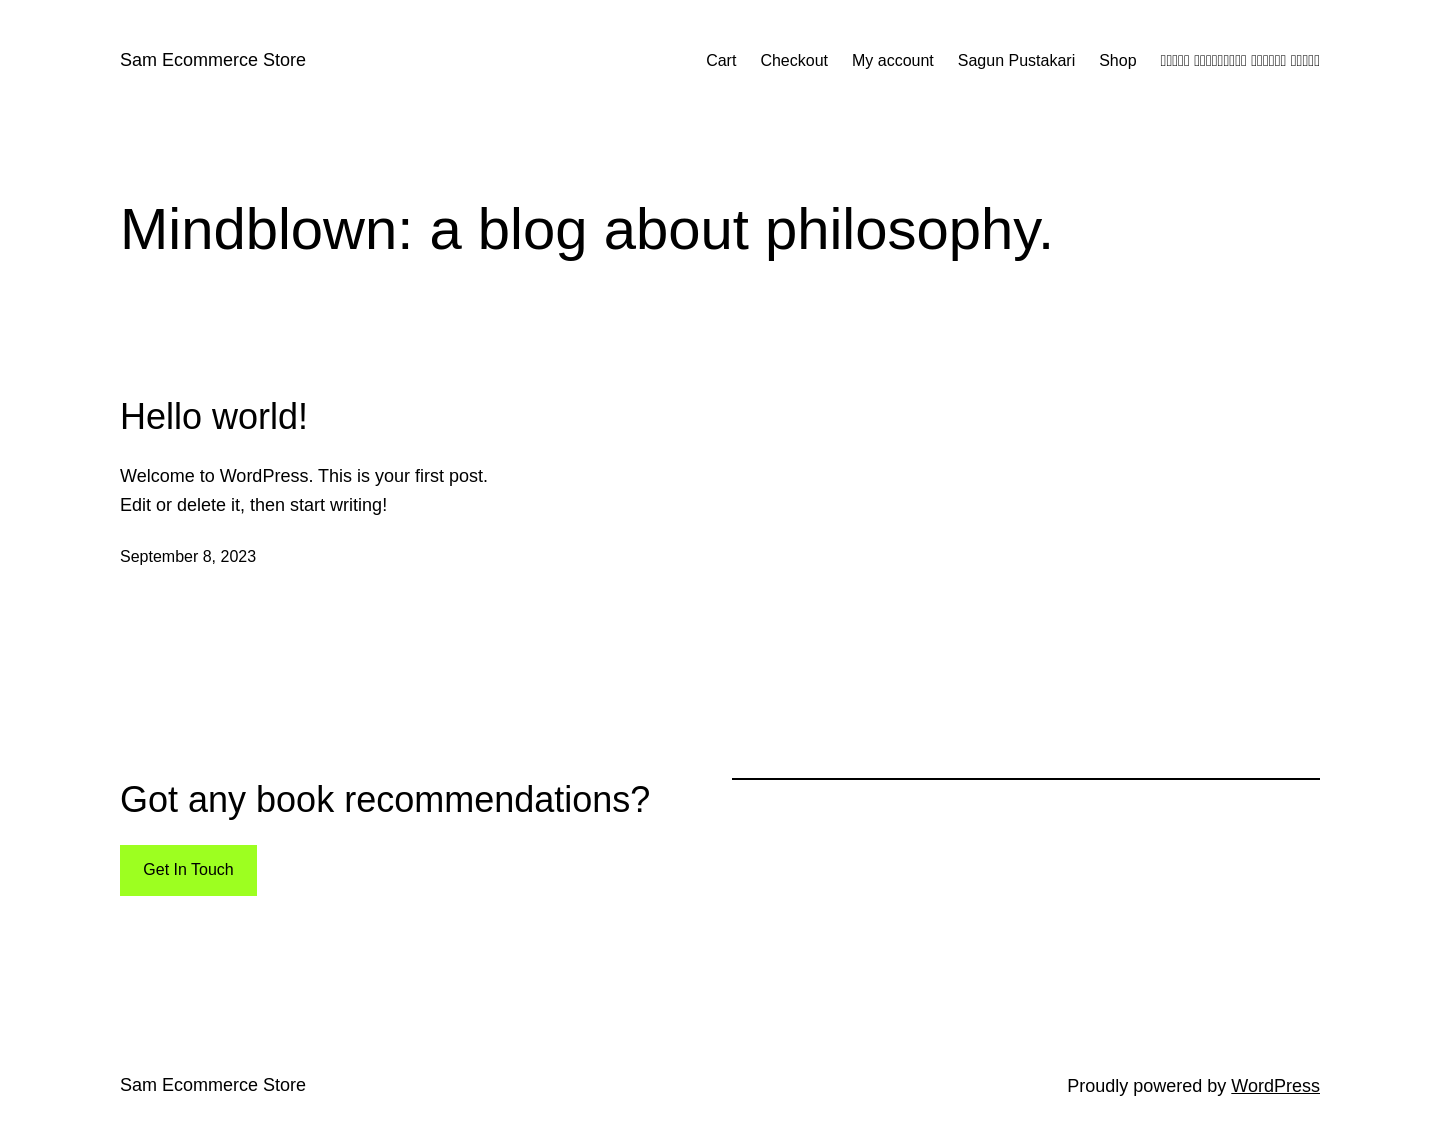 Sam Ecommerce Store
Cart Checkout My account Sagun Pustakari Shop
Mindblown: a blog about philosophy.
Hello world!
Welcome to WordPress. This is your first post.
Edit or delete it, then start writing!
September 8, 2023
Got any book recommendations?
Get In Touch
Sam Ecommerce Store
Proudly powered by WordPress